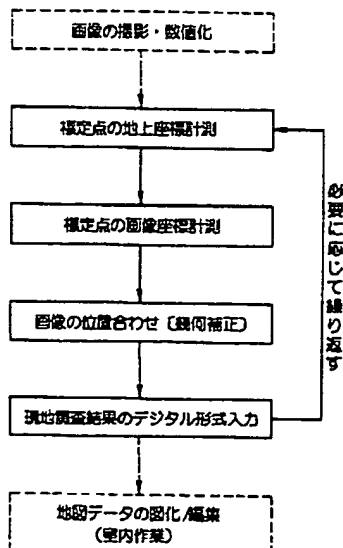 画像の撮影・数値化
標定点の地上座標計測
標定点の画像座標計測
画像の位置合わせ〔幾何補正〕
現地調査結果のデジタル形式入力
地図データの図化/編集
(室内作業)
必要に応じて繰り返す